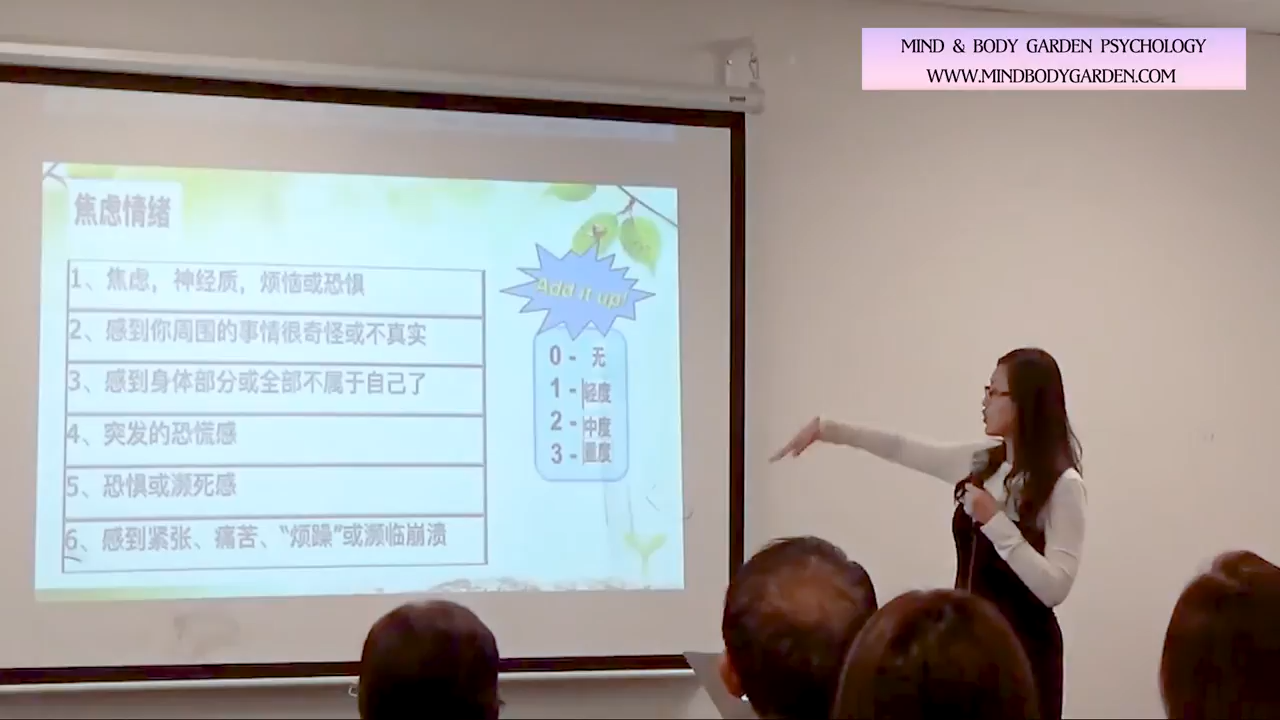 MIND & BODY GARDEN PSYCHOLOGY
WWW.MINDBODYGARDEN.COM
焦虑情绪
1、焦虑，神经质，烦恼或恐惧
2、感到你周围的事情很奇怪或不真实
3、感到身体部分或全部不属于自己了
4、突发的恐慌感
5、恐惧或濒死感
6、感到紧张、痛苦、“烦躁”或濒临崩溃
Add it up!
0 - 无
1 - 轻度
2 - 中度
3 - 重度